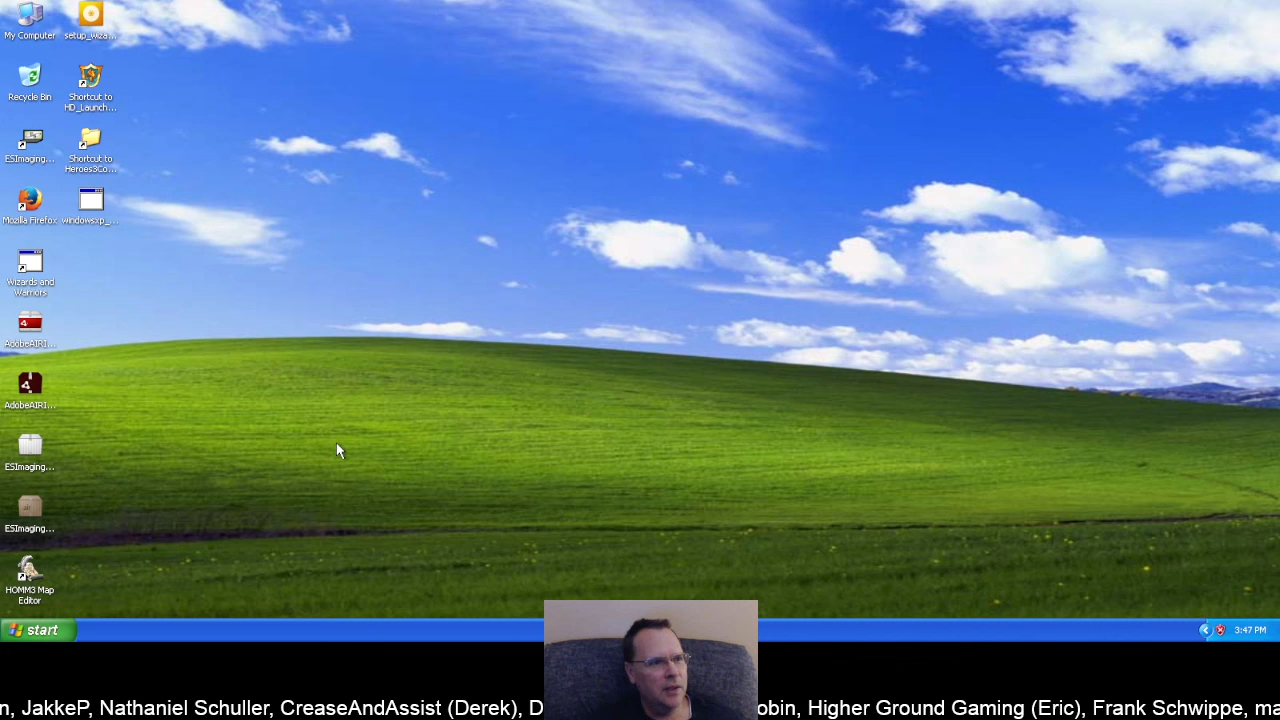 My Computer
setup_wiza...
Recycle Bin
Shortcut to
HD_Launch...
ESImaging...
Shortcut to
Heroes3Co...
Mozilla Firefox
windowsxp_...
Wizards and
Warriors
AdobeAIRI...
AdobeAIRI...
ESImaging...
ESImaging...
HOMM3 Map
Editor
start
3:47 PM
n, JakkeP, Nathaniel Schuller, CreaseAndAssist (Derek), D
obin, Higher Ground Gaming (Eric), Frank Schwippe, ma